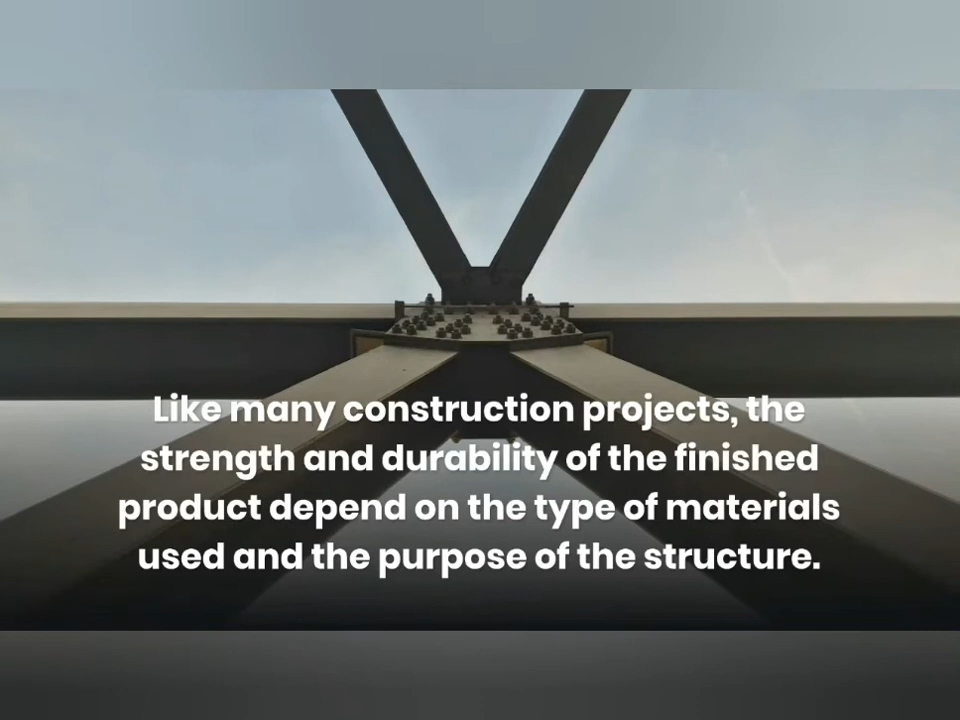 Like many construction projects, the
strength and durability of the finished
product depend on the type of materials
used and the purpose of the structure.